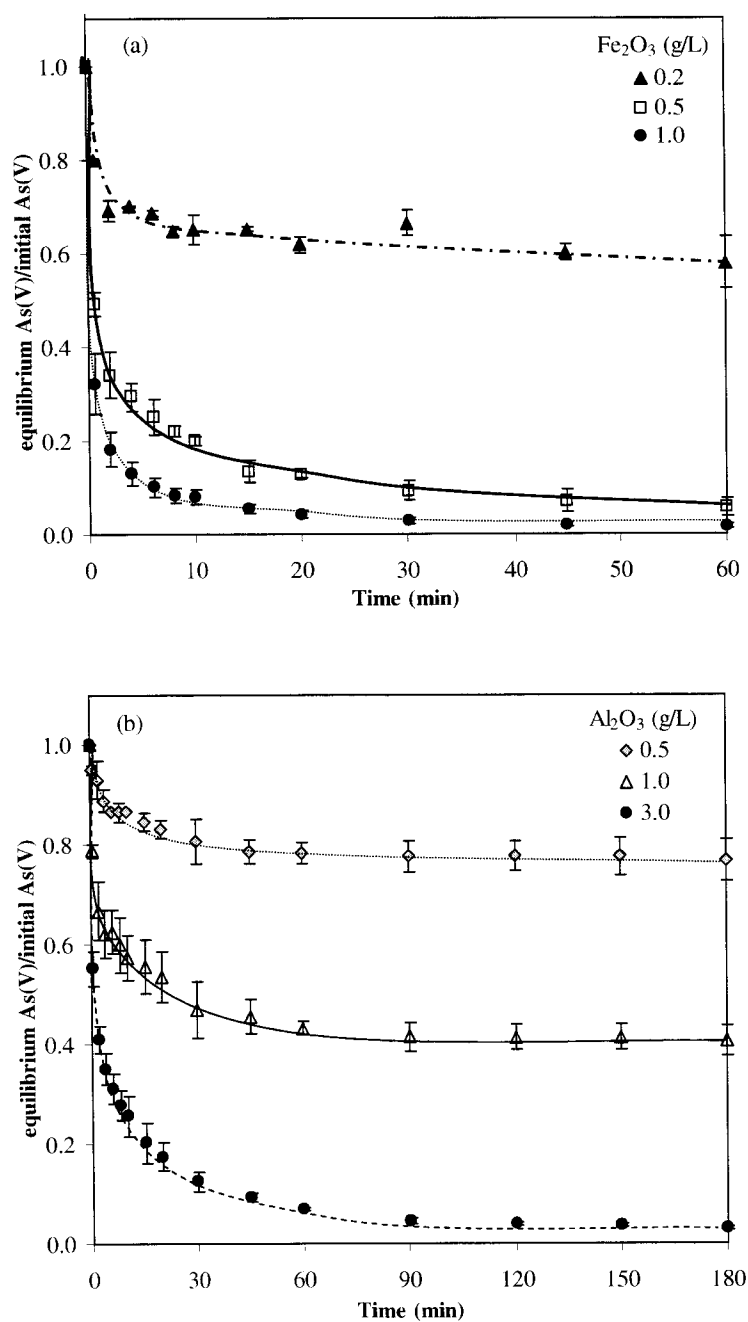 (a)
Fe₂O₃ (g/L)
0.2
0.5
1.0
1.0
0.8
0.6
0.4
0.2
0.0
equilibrium As(V)/initial As(V)
0 10 20 30 40 50 60
Time (min)
(b)
Al₂O₃ (g/L)
0.5
1.0
3.0
1.0
0.8
0.6
0.4
0.2
0.0
equilibrium As(V)/initial As(V)
0 30 60 90 120 150 180
Time (min)